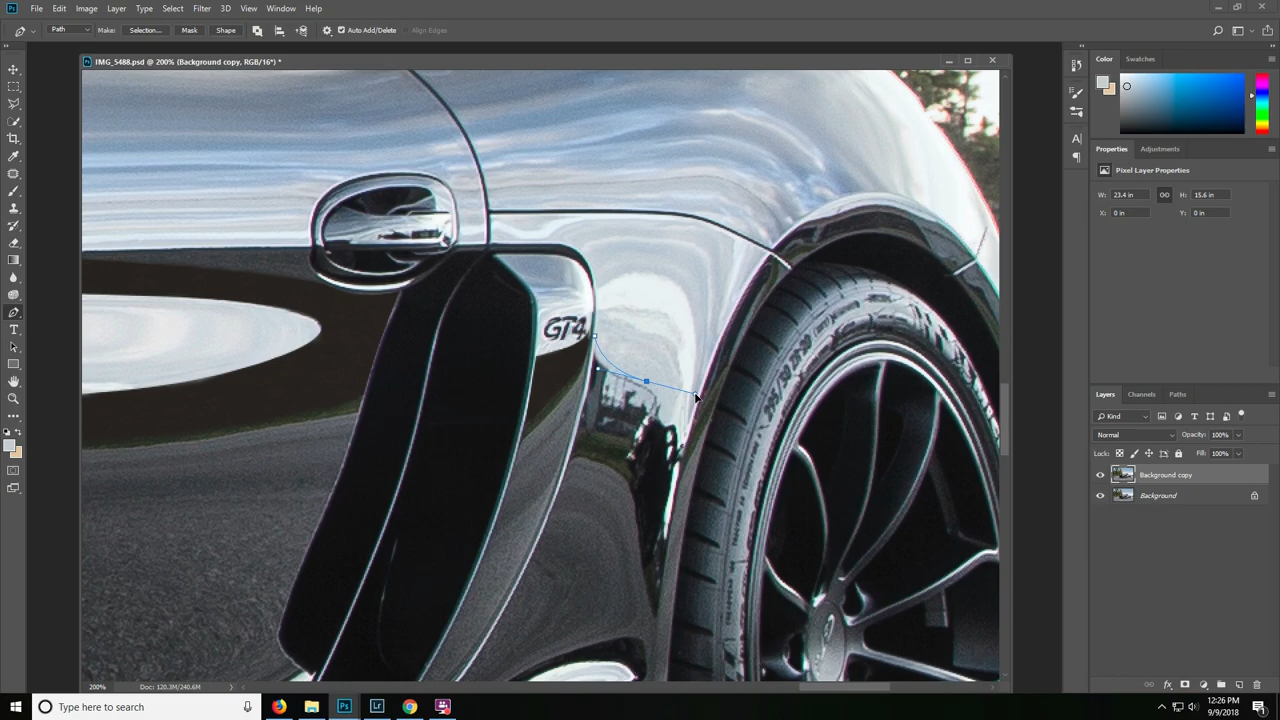 Ps File Edit Image Layer Type Select Filter 3D View Window Help
Path Make: Selection... Mask Shape Auto Add/Delete Align Edges
IMG_5488.psd @ 200% (Background copy, RGB/16*) *
Color Swatches
Properties Adjustments
Pixel Layer Properties
W: 23.4 in H: 15.6 in
X: 0 in Y: 0 in
GT4
Layers Channels Paths
Kind
Normal Opacity: 100%
Lock: Fill: 100%
Background copy
Background
200% Doc: 120.3M/240.6M
Type here to search Ps Lr
12:26 PM
9/9/2018